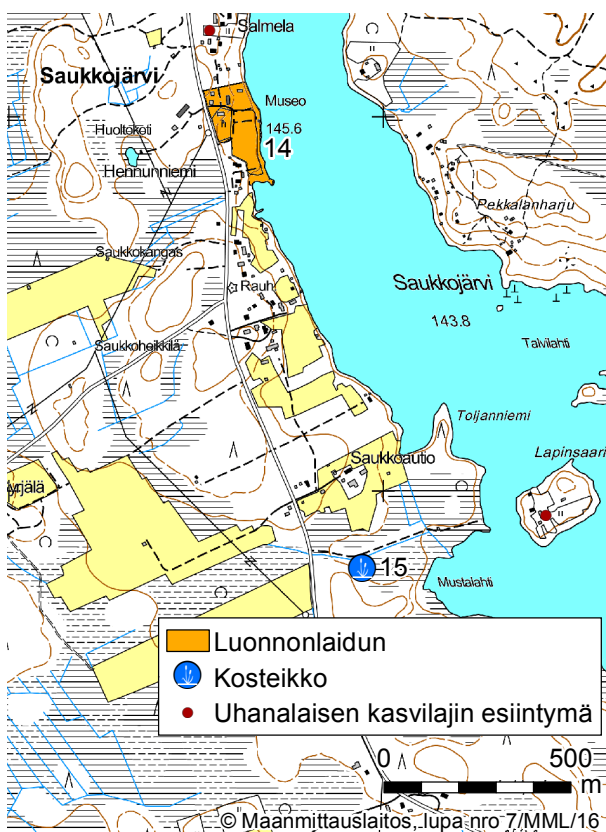 Salmela
Saukkojärvi
Museo
Huoltokoti
145.6
14
Hennunniemi
Pekkalanharju
Saukkokangas
Saukkojärvi
Rauh.
143.8
Talvilahti
Saukkoheikkilä
Toljanniemi
Saukkoautio
Lapinsaari
yrjälä
15
Mustalahti
Luonnonlaidun
Kosteikko
Uhanalaisen kasvilajin esiintymä
0 500
m
© Maanmittauslaitos, lupa nro 7/MML/16